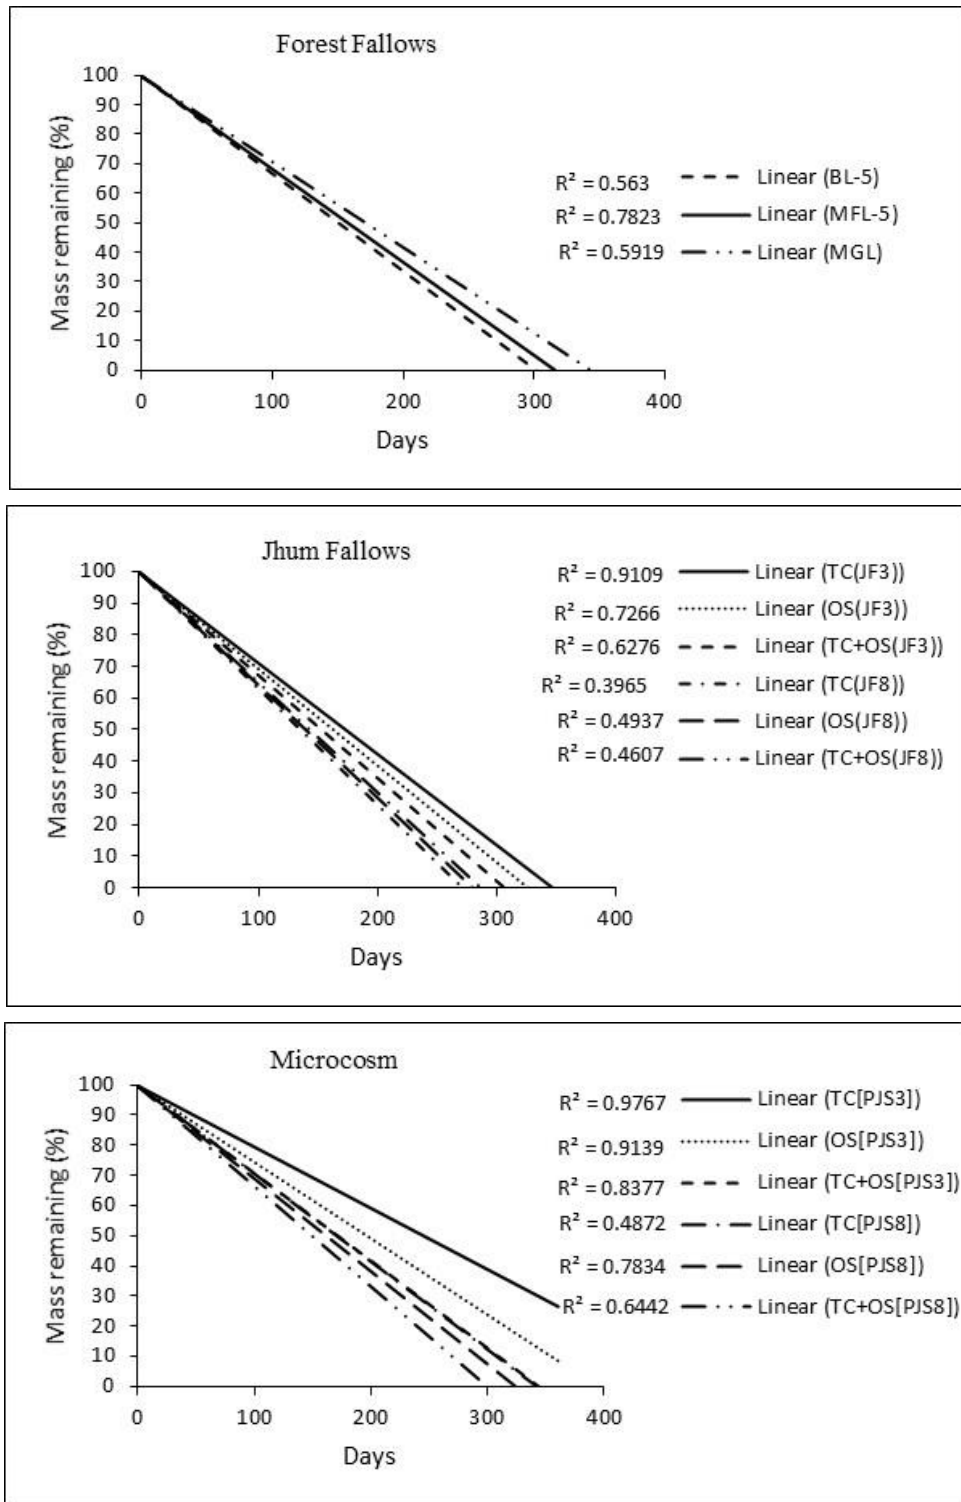 Forest Fallows
Mass remaining (%)
100
90
80
70
60
50
40
30
20
10
0
0 100 200 300 400
Days
R² = 0.563 Linear (BL-5)
R² = 0.7823 Linear (MFL-5)
R² = 0.5919 Linear (MGL)
Jhum Fallows
Mass remaining (%)
100
90
80
70
60
50
40
30
20
10
0
0 100 200 300 400
Days
R² = 0.9109 Linear (TC(JF3))
R² = 0.7266 Linear (OS(JF3))
R² = 0.6276 Linear (TC+OS(JF3))
R² = 0.3965 Linear (TC(JF8))
R² = 0.4937 Linear (OS(JF8))
R² = 0.4607 Linear (TC+OS(JF8))
Microcosm
Mass remaining (%)
100
90
80
70
60
50
40
30
20
10
0
0 100 200 300 400
Days
R² = 0.9767 Linear (TC[PJS3])
R² = 0.9139 Linear (OS[PJS3])
R² = 0.8377 Linear (TC+OS[PJS3])
R² = 0.4872 Linear (TC[PJS8])
R² = 0.7834 Linear (OS[PJS8])
R² = 0.6442 Linear (TC+OS[PJS8])